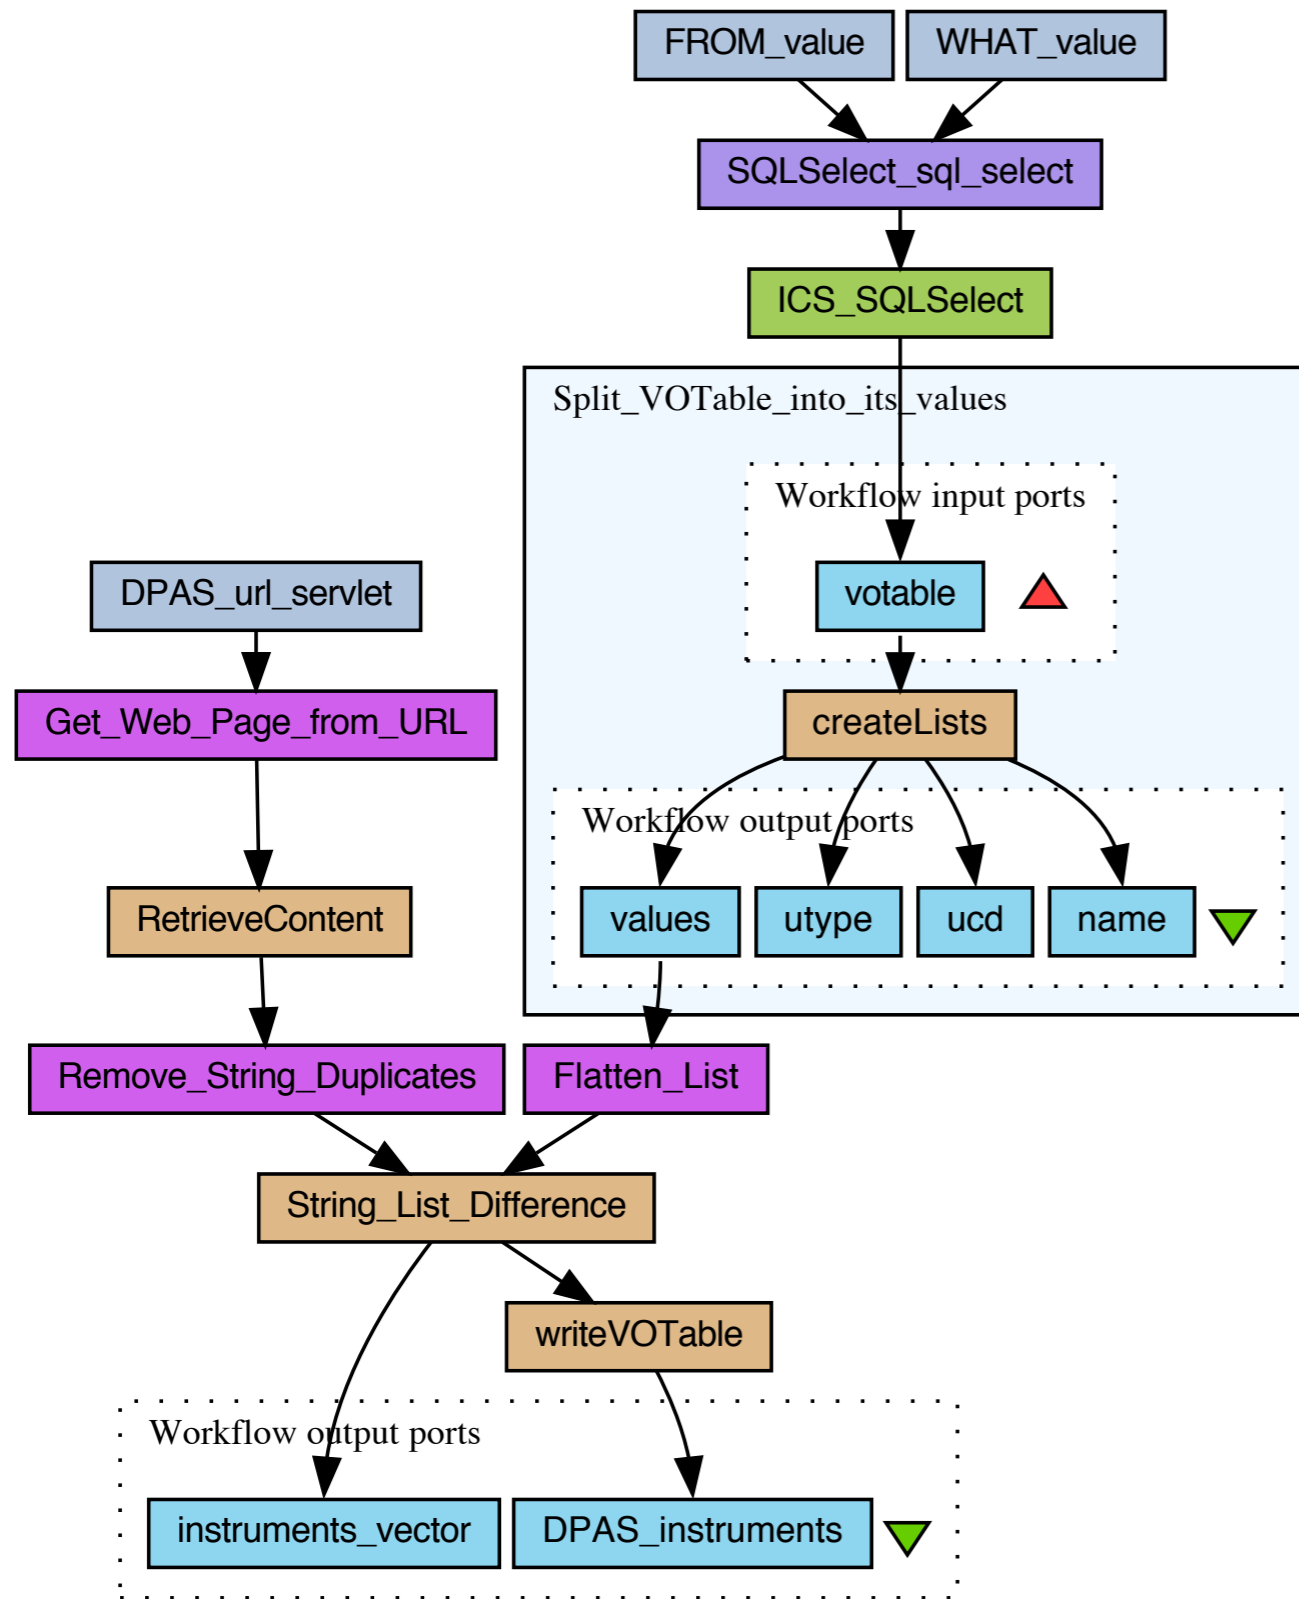 FROM_value
WHAT_value
SQLSelect_sql_select
ICS_SQLSelect
Split_VOTable_into_its_values
Workflow input ports
votable
DPAS_url_servlet
createLists
Get_Web_Page_from_URL
Workflow output ports
values
utype
ucd
name
RetrieveContent
Remove_String_Duplicates
Flatten_List
String_List_Difference
writeVOTable
Workflow output ports
instruments_vector
DPAS_instruments